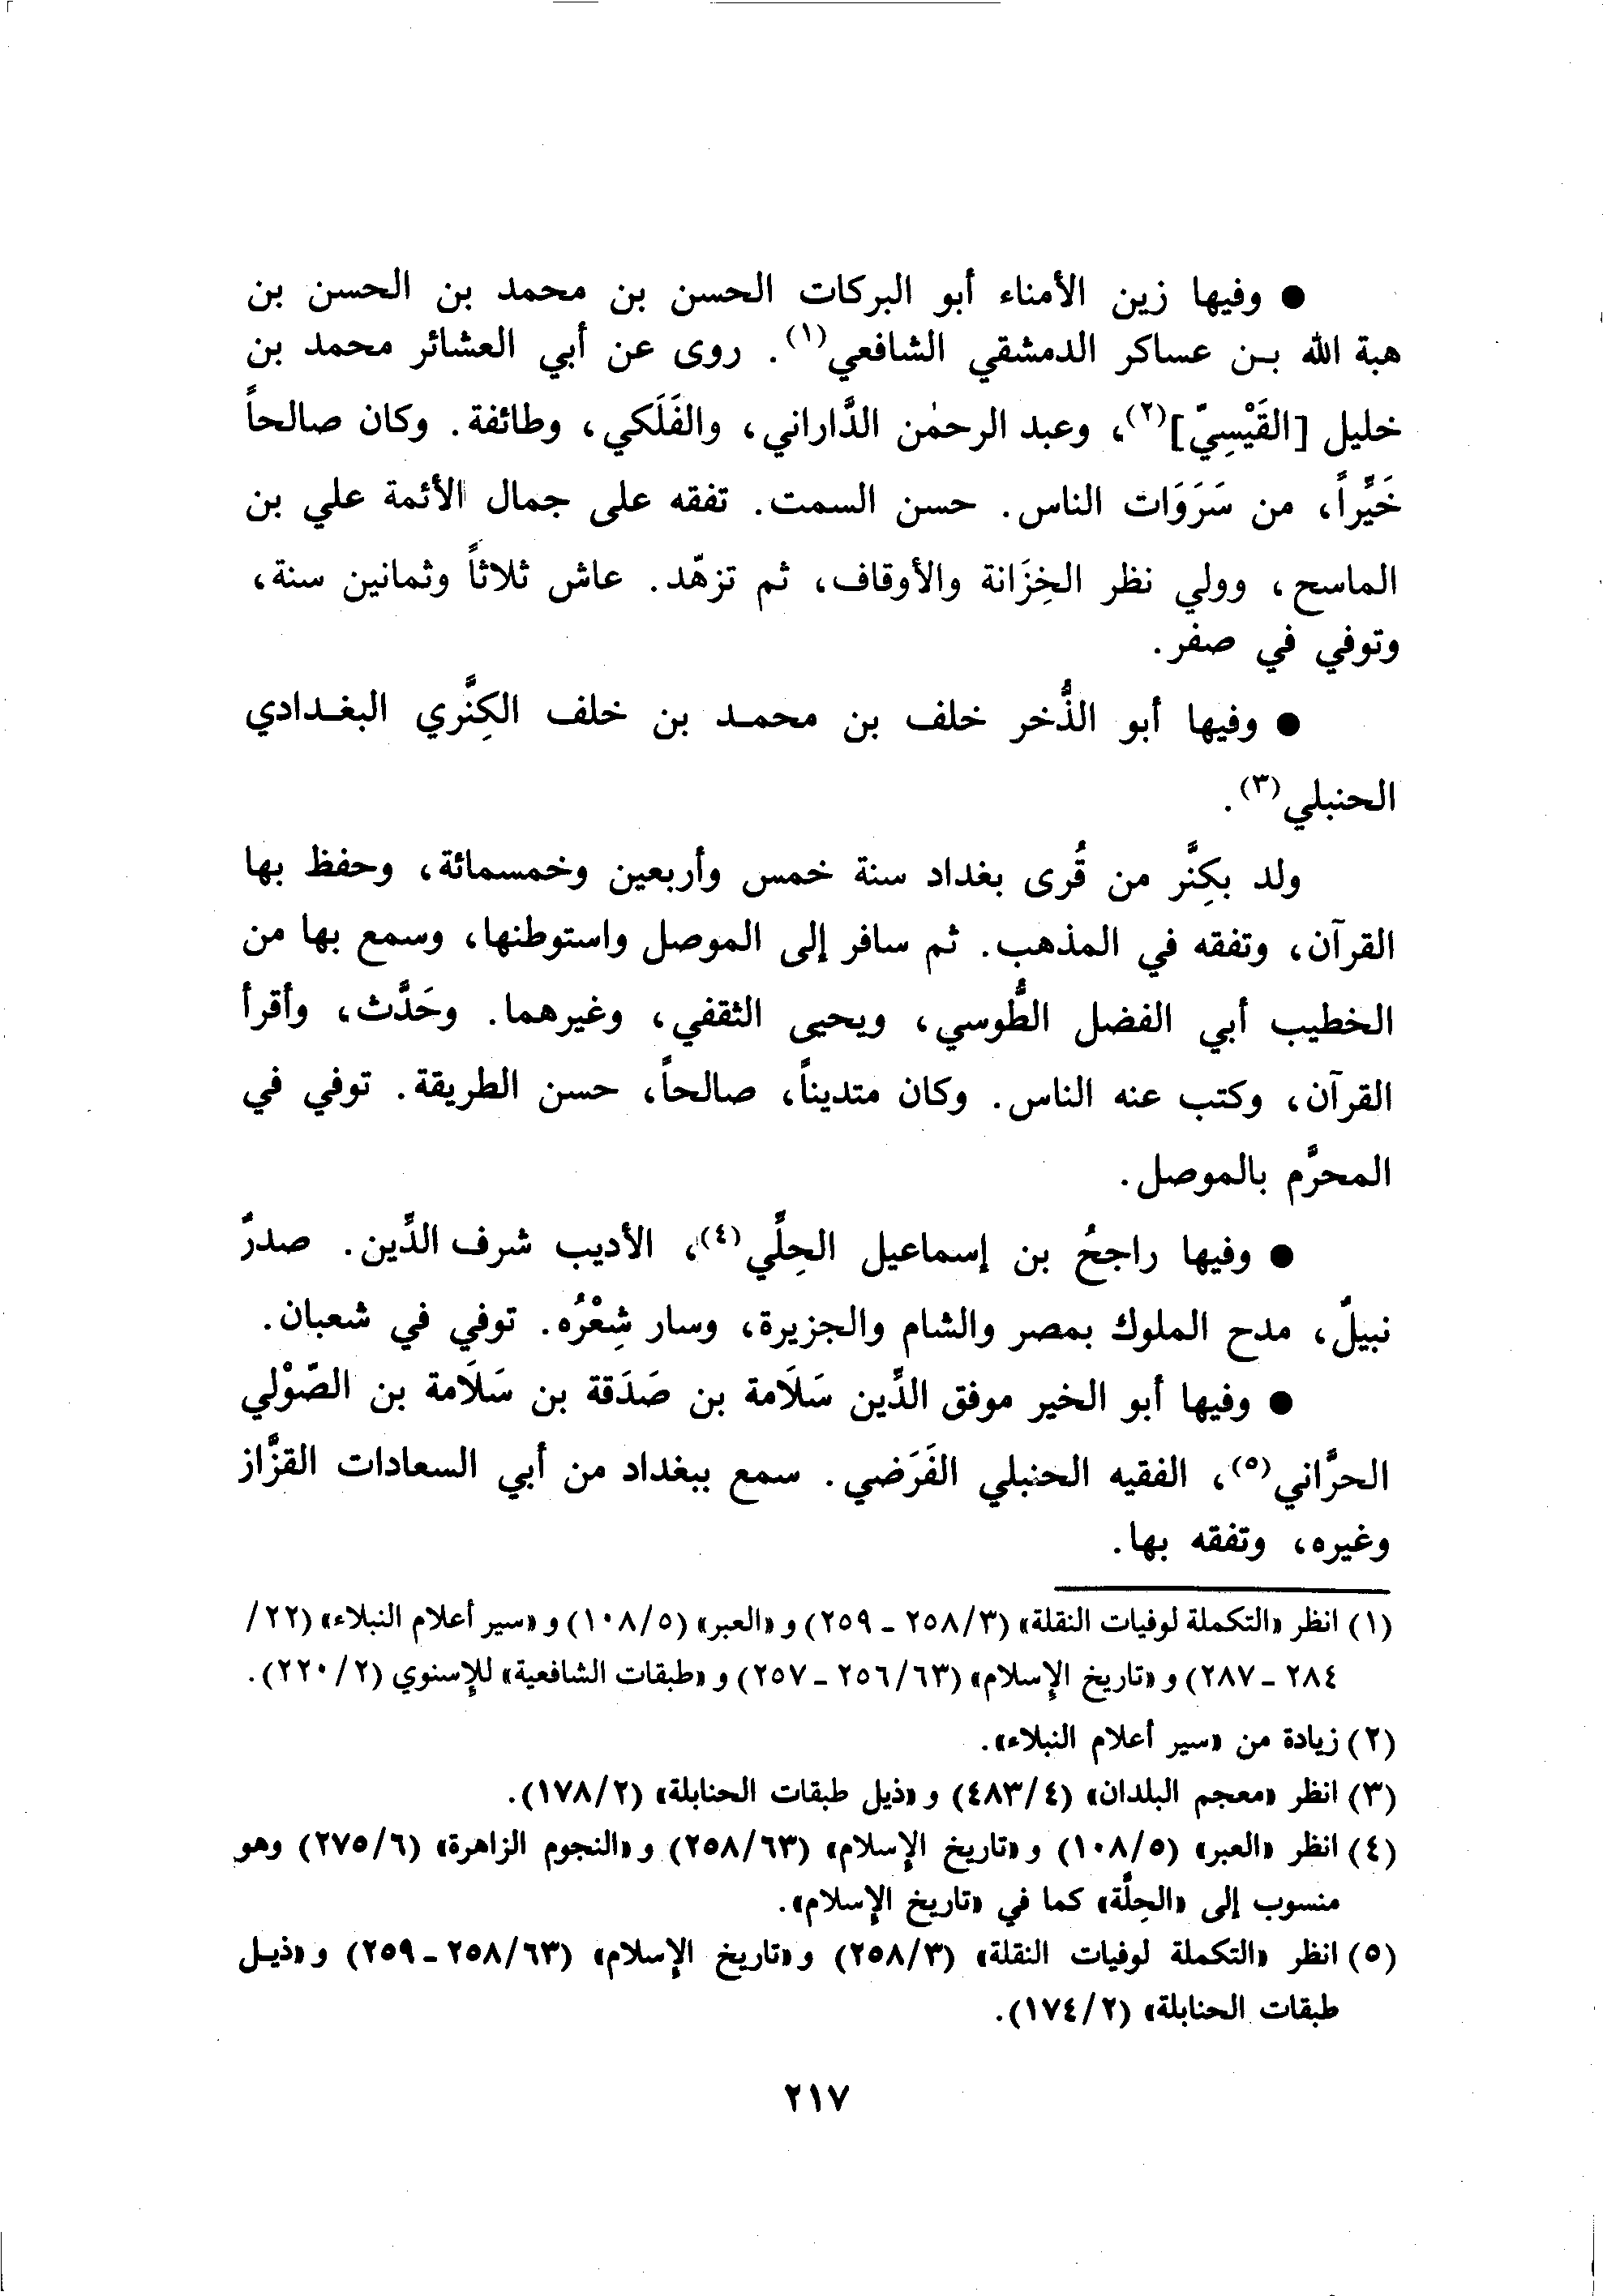 ● وفيها زين الأمناء أبو البركات الحسن بن محمد بن الحسن بن
هبة الله بـن عساكر الدمشقي الشافعي(١). روى عن أبي العشائر محمد بن
خليل [القَيْسِيّ](٢)، وعبد الرحمٰن الدَّاراني، والفَلَكي، وطائفة. وكان صالحاً
خَيِّراً، من سَرَوَات الناس. حسن السمت. تفقه على جمال الأئمة علي بن
الماسح، وولي نظر الخِزَانة والأوقاف، ثم تزهّد. عاش ثلاثاً وثمانين سنة،
وتوفي في صفر.
● وفيها أبو الذُّخر خلف بن محمـد بن خلف الكِنَّري البغـدادي
الحنبلي(٣).
ولد بكِنَّر من قُرى بغداد سنة خمس وأربعين وخمسمائة، وحفظ بها
القرآن، وتفقه في المذهب. ثم سافر إلى الموصل واستوطنها، وسمع بها من
الخطيب أبي الفضل الطُّوسي، ويحيى الثقفي، وغيرهما. وحَدَّث، وأقرأ
القرآن، وكتب عنه الناس. وكان متديناً، صالحاً، حسن الطريقة. توفي في
المحرَّم بالموصل.
● وفيها راجحُ بن إسماعيل الحِلِّي(٤)، الأديب شرف الدِّين. صدرٌ
نبيلٌ، مدح الملوك بمصر والشام والجزيرة، وسار شِعْرُه. توفي في شعبان.
● وفيها أبو الخير موفق الدِّين سَلَامة بن صَدَقة بن سَلَامة بن الصّوْلي
الحرَّاني(٥)، الفقيه الحنبلي الفَرَضي. سمع ببغداد من أبي السعادات القزَّاز
وغيره، وتفقه بها.
(١) انظر «التكملة لوفيات النقلة» (٢٥٨/٣ ـ ٢٥٩) و «العبر» (١٠٨/٥) و «سير أعلام النبلاء» (٢٢/
٢٨٤ ـ ٢٨٧) و «تاريخ الإسلام» (٢٥٦/٦٣ ـ ٢٥٧) و «طبقات الشافعية» للإسنوي (٢٢٠/٢).
(٢) زيادة من «سير أعلام النبلاء».
(٣) انظر «معجم البلدان» (٤٨٣/٤) و «ذيل طبقات الحنابلة» (١٧٨/٢).
(٤) انظر «العبر» (١٠٨/٥) و «تاريخ الإسلام» (٢٥٨/٦٣) و «النجوم الزاهرة» (٢٧٥/٦) وهو
منسوب إلى «الحِلَّة» كما في «تاريخ الإسلام».
(٥) انظر «التكملة لوفيات النقلة» (٢٥٨/٣) و «تاريخ الإسلام» (٢٥٨/٦٣ ـ ٢٥٩) و «ذيـل
طبقات الحنابلة» (١٧٤/٢).
٢١٧